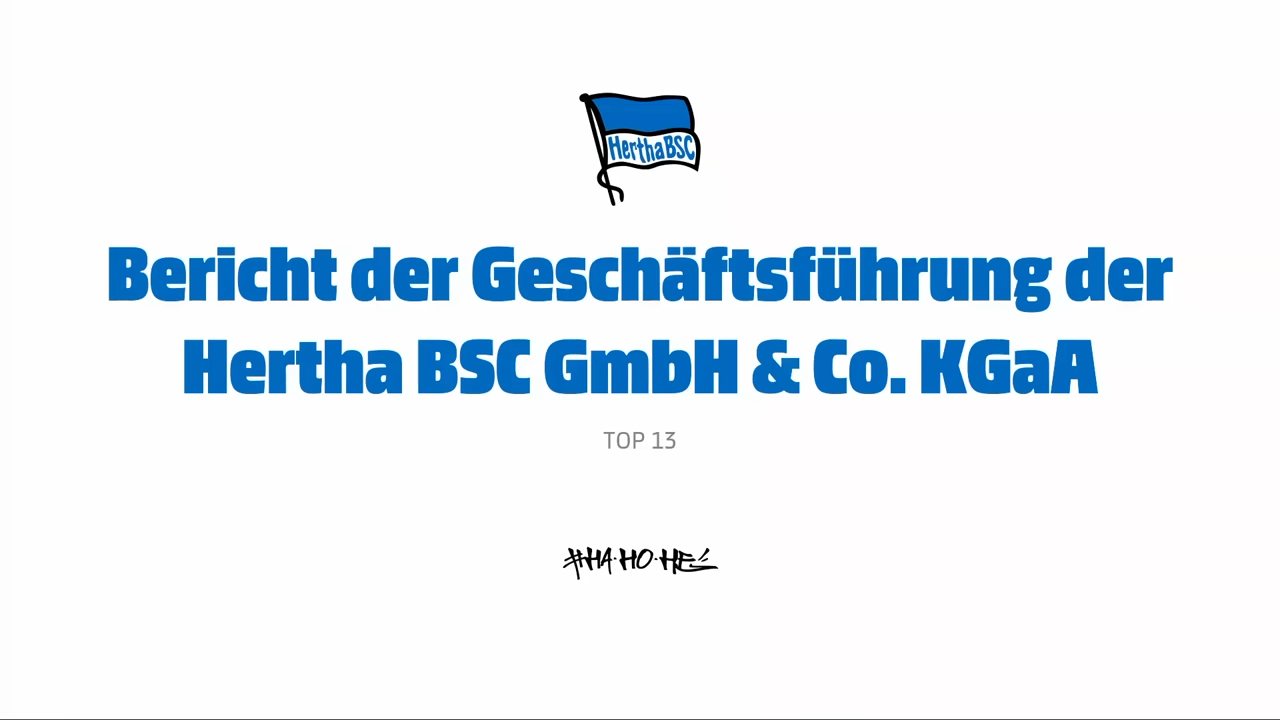 Hertha BSC
Bericht der Geschäftsführung der
Hertha BSC GmbH & Co. KGaA
TOP 13
#HA·HO·HE